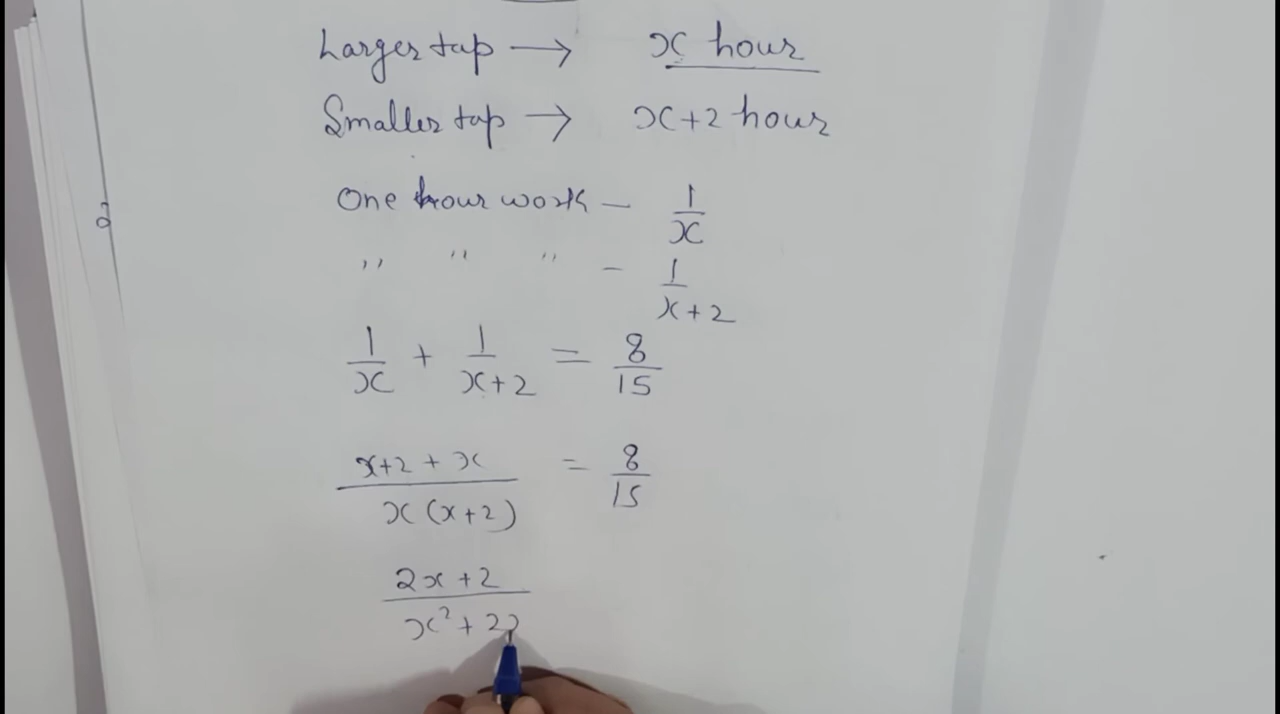 Larger tap → x hour
Smaller tap → x+2 hour
One hour work - 1/x
,, ,, ,, - 1/x+2
1/x + 1/x+2 = 8/15
x+2+x/x(x+2) = 8/15
2x+2/x²+2